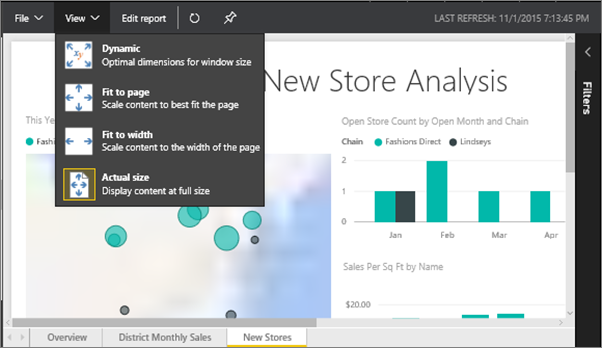 File View Edit report LAST REFRESH: 11/1/2015 7:13:45 PM
Dynamic
Optimal dimensions for window size
Fit to page
Scale content to best fit the page
Fit to width
Scale content to the width of the page
Actual size
Display content at full size
New Store Analysis
This Yea
Fashi
Open Store Count by Open Month and Chain
Chain Fashions Direct Lindseys
2
1
0
Jan Feb Mar Apr
Sales Per Sq Ft by Name
$20.00
Filters
Overview District Monthly Sales New Stores